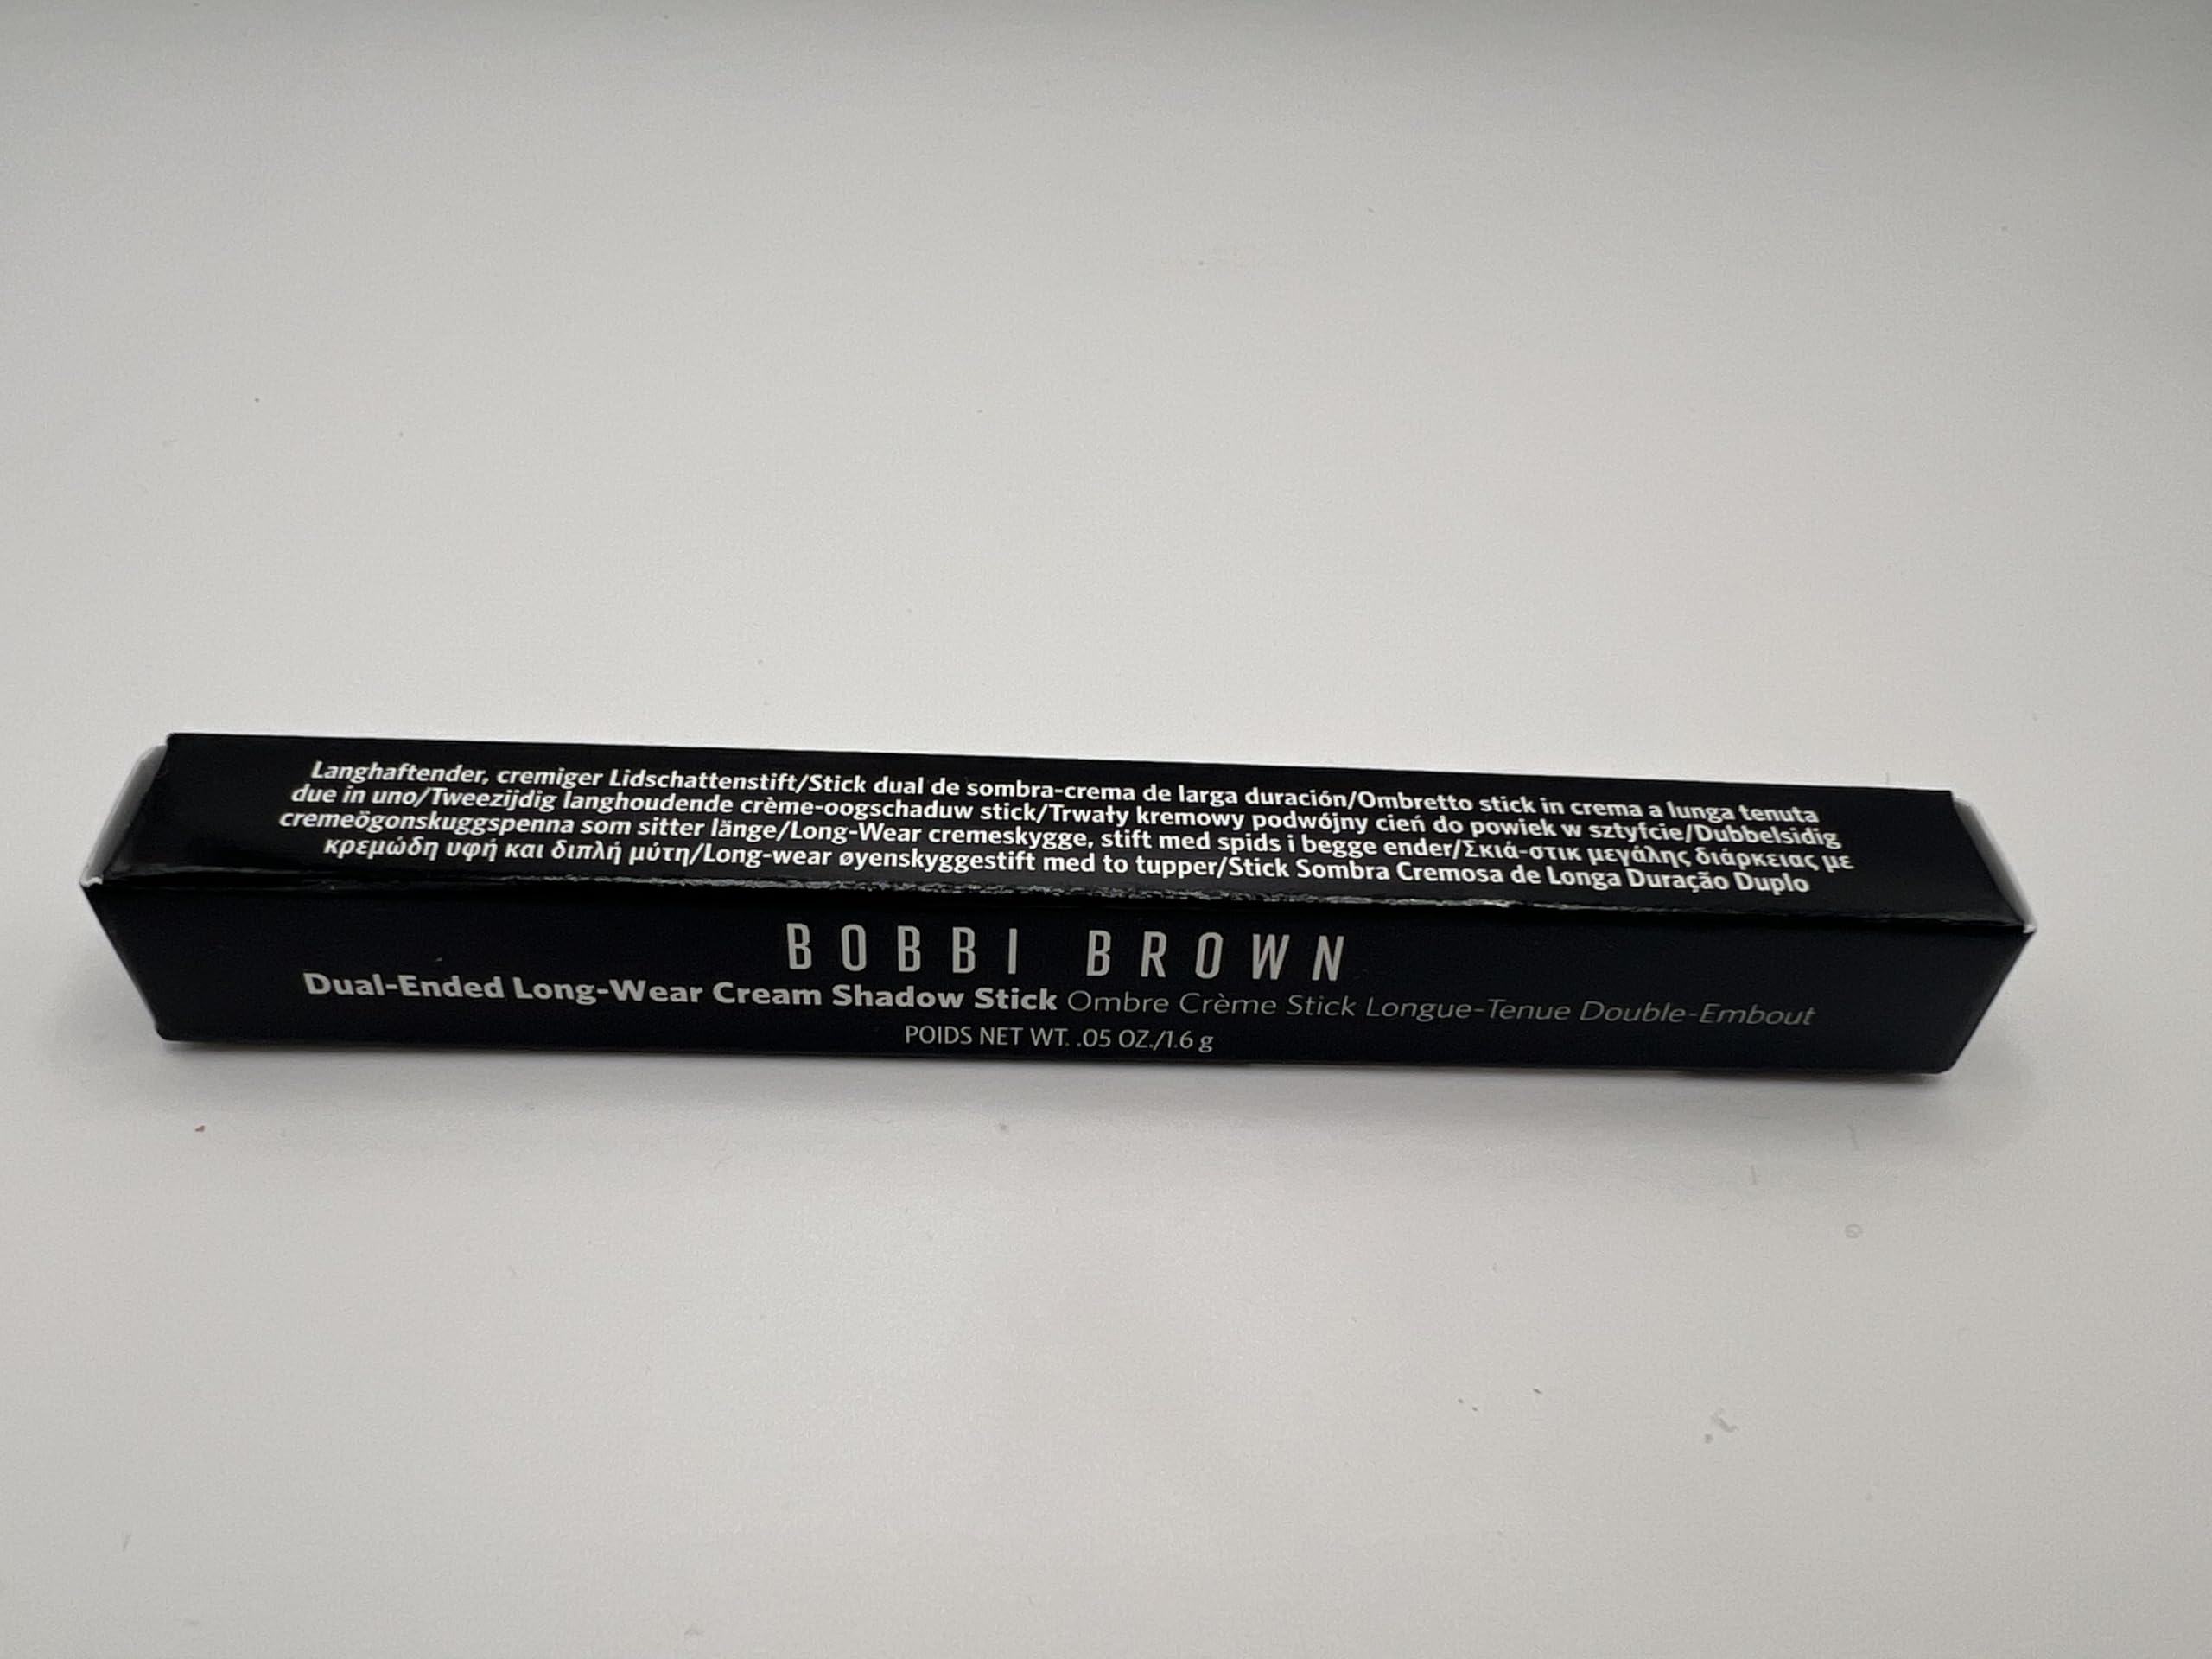 Langhaftender, cremiger Lidschattenstift/Stick dual de sombra-crema de larga duración/Ombretto stick in crema a lunga tenuta
due in uno/Tweezijdig langhoudende crème-oogschaduw stick/Trwały kremowy podwójny cień do powiek w sztyfcie/Dubbelsidig
cremeögonskuggspenna som sitter länge/Long-Wear cremeskygge, stift med spids i begge ender/Σκιά-στικ μεγάλης διάρκειας με
κρεμώδη υφή και διπλή μύτη/Long-wear øyenskyggestift med to tupper/Stick Sombra Cremosa de Longa Duração Duplo
BOBBI BROWN
Dual-Ended Long-Wear Cream Shadow Stick Ombre Crème Stick Longue-Tenue Double-Embout
POIDS NET WT. .05 OZ./1.6 g